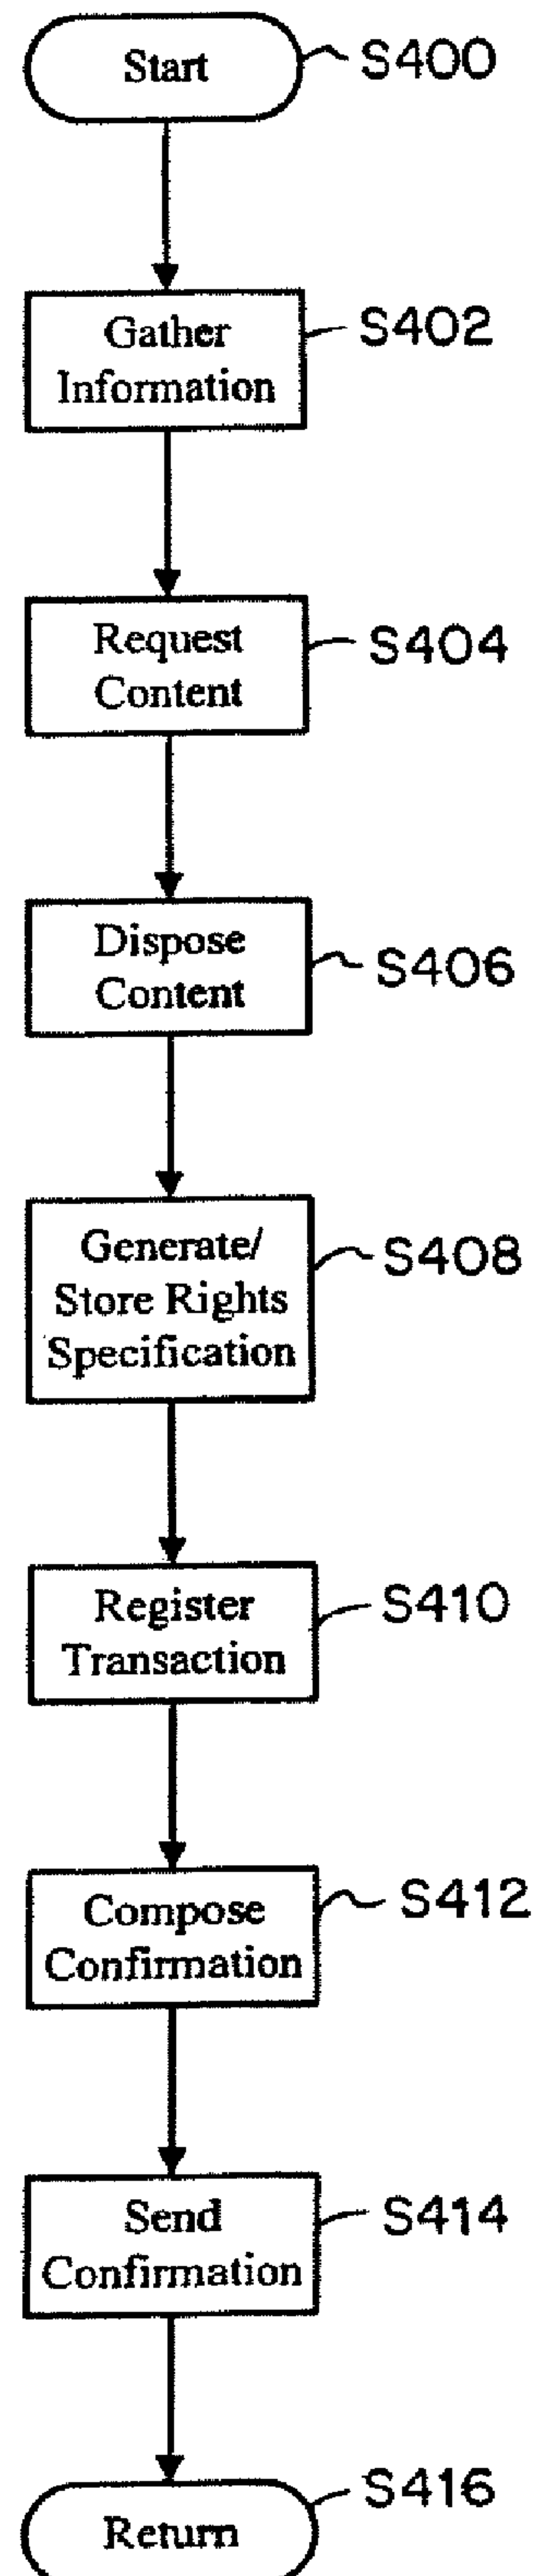 Start
S400
Gather
Information
S402
Request
Content
S404
Dispose
Content
S406
Generate/
Store Rights
Specification
S408
Register
Transaction
S410
Compose
Confirmation
S412
Send
Confirmation
S414
Return
S416